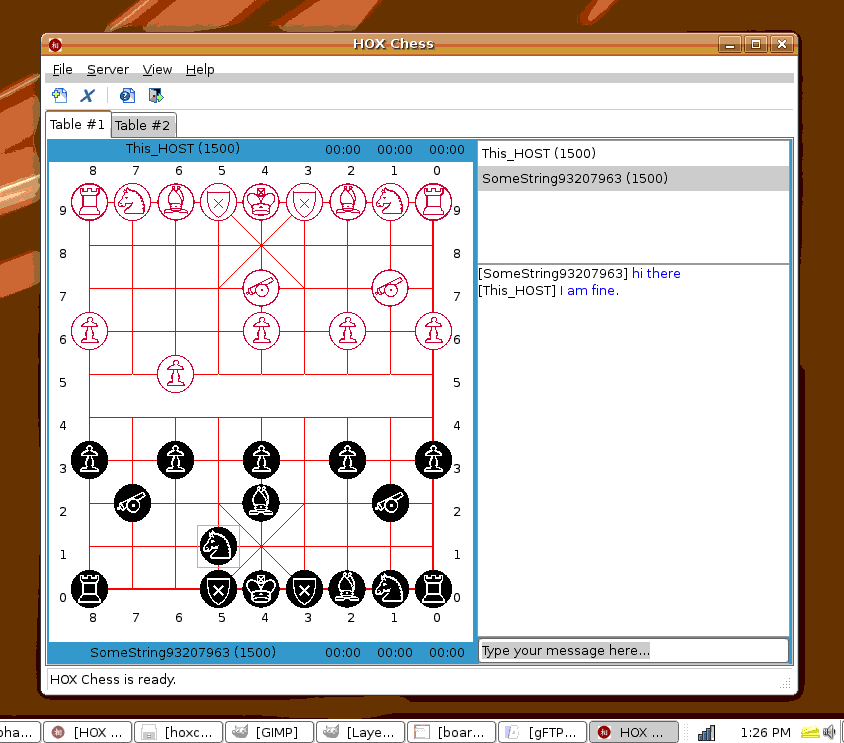 HOX Chess
File Server View Help
Table #1 Table #2
This_HOST (1500) 00:00 00:00 00:00
8 7 6 5 4 3 2 1 0
9 9
8 8
7 7
6 6
5 5
4 4
3 3
2 2
1 1
0 0
8 7 6 5 4 3 2 1 0
SomeString93207963 (1500) 00:00 00:00 00:00
This_HOST (1500)
SomeString93207963 (1500)
[SomeString93207963] hi there
[This_HOST] I am fine.
Type your message here...
HOX Chess is ready.
[HOX ... [hoxc... [GIMP] [Laye... [boar... [gFTP... HOX ... 1:26 PM